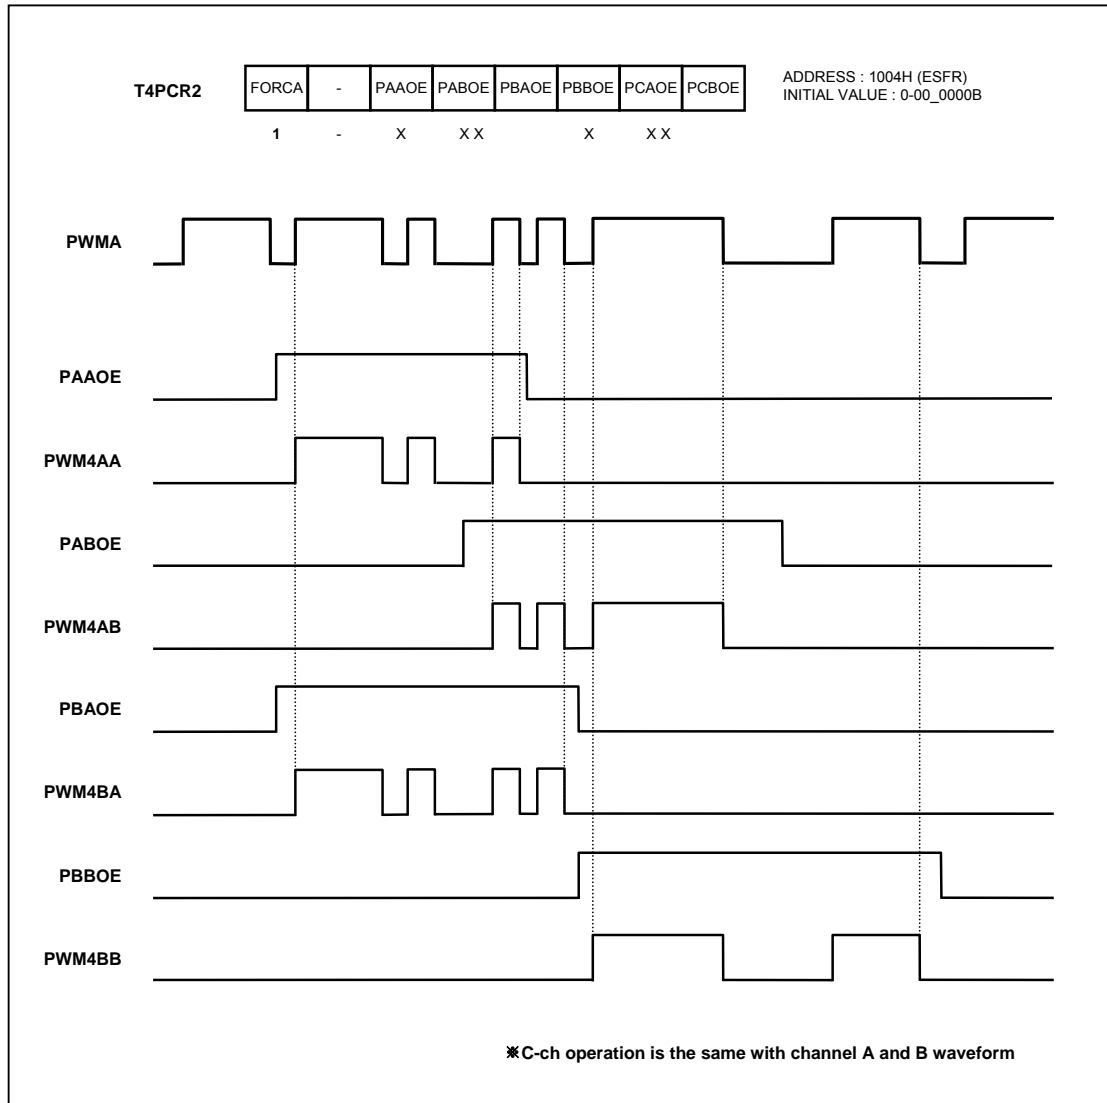 T4PCR2 FORCA - PAAOE PABOE PBAOE PBBOE PCAOE PCBOE ADDRESS : 1004H (ESFR)
INITIAL VALUE : 0-00_0000B
1 - X X X X X X
PWMA
PAAOE
PWM4AA
PABOE
PWM4AB
PBAOE
PWM4BA
PBBOE
PWM4BB
※C-ch operation is the same with channel A and B waveform